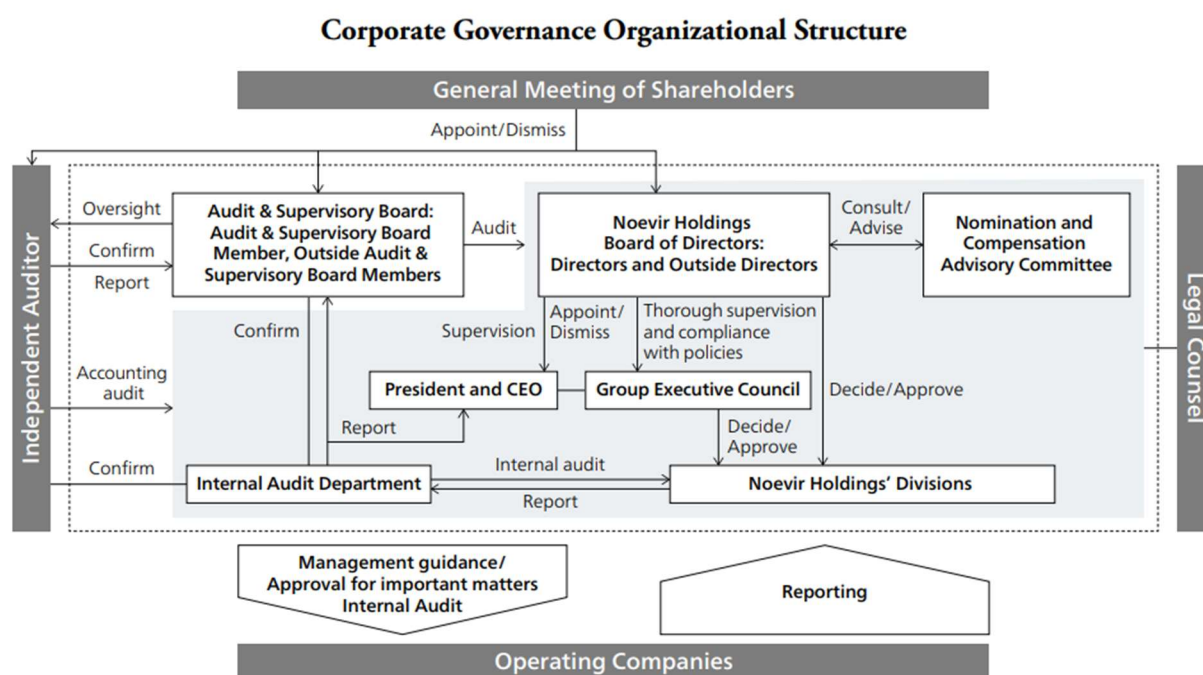 Corporate Governance Organizational Structure
General Meeting of Shareholders
Appoint/Dismiss
Independent Auditor
Legal Counsel
Oversight
Confirm
Report
Audit & Supervisory Board:
Audit & Supervisory Board
Member, Outside Audit &
Supervisory Board Members
Audit
Noevir Holdings
Board of Directors:
Directors and Outside Directors
Consult/
Advise
Nomination and
Compensation
Advisory Committee
Confirm
Supervision
Appoint/
Dismiss
Thorough supervision
and compliance
with policies
Accounting
audit
President and CEO
Group Executive Council
Decide/Approve
Report
Decide/
Approve
Confirm
Internal Audit Department
Internal audit
Report
Noevir Holdings’ Divisions
Management guidance/
Approval for important matters
Internal Audit
Reporting
Operating Companies